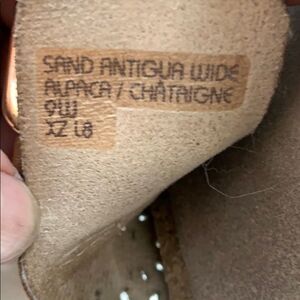 SAND ANTIGUA WIDE
ALPACA / CHÂTAIGNE
9W
XZ L8